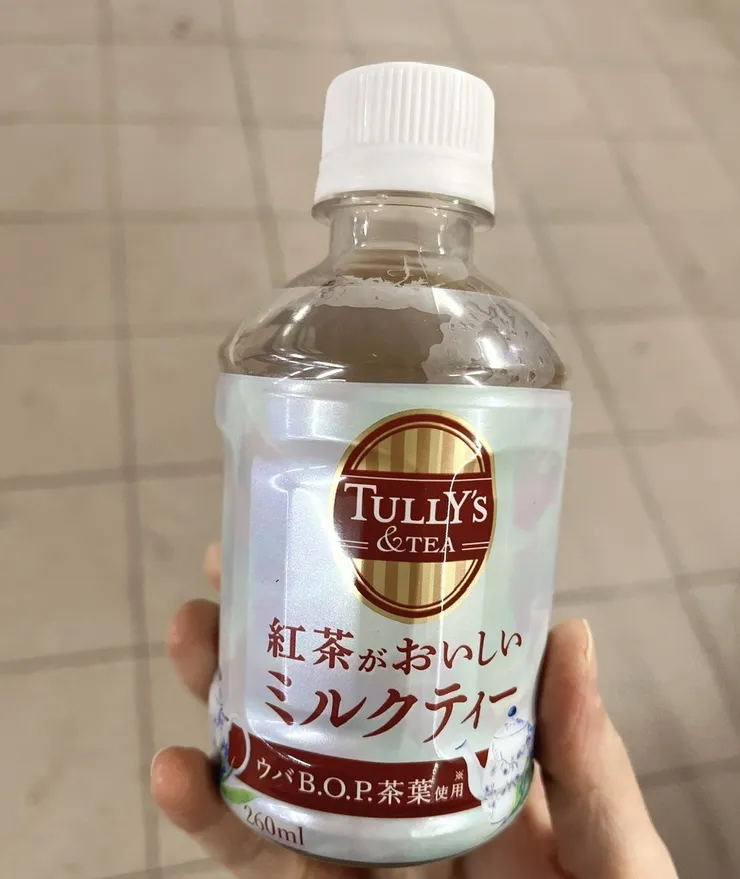 TULLY'S
&TEA
紅茶がおいしい
ミルクティー
ウバB.O.P.茶葉使用※
260ml